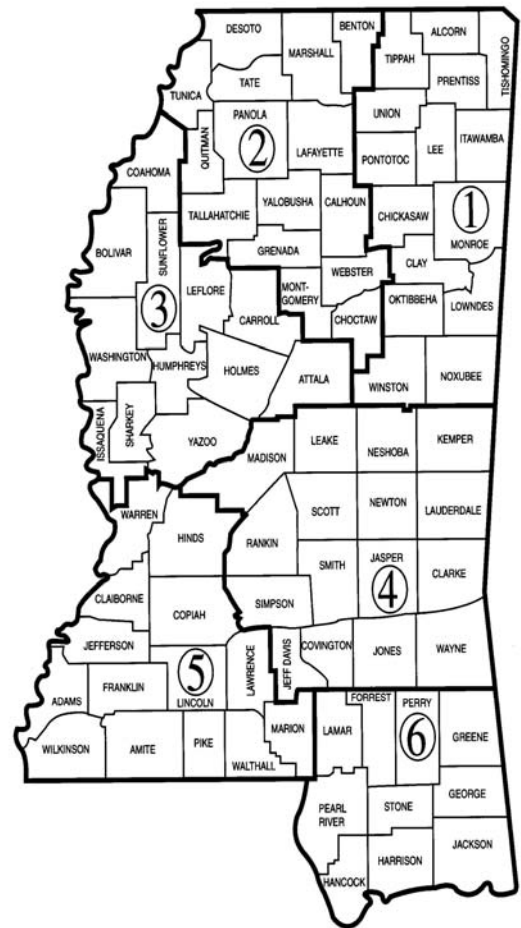 DESOTO
BENTON
ALCORN
MARSHALL
TIPPAH
TISHOMINGO
TATE
PRENTISS
TUNICA
PANOLA
UNION
QUITMAN
2
ITAWAMBA
LEE
LAFAYETTE
PONTOTOC
COAHOMA
TALLAHATCHIE
YALOBUSHA
CALHOUN
CHICKASAW
1
SUNFLOWER
MONROE
BOLIVAR
GRENADA
CLAY
WEBSTER
LEFLORE
MONT-
GOMERY
OKTIBBEHA
LOWNDES
3
CARROLL
CHOCTAW
WASHINGTON
HUMPHREYS
HOLMES
ATTALA
WINSTON
NOXUBEE
ISSAQUENA
SHARKEY
YAZOO
LEAKE
NESHOBA
KEMPER
MADISON
WARREN
SCOTT
NEWTON
LAUDERDALE
HINDS
RANKIN
SMITH
JASPER
CLARKE
4
CLAIBORNE
COPIAH
SIMPSON
JEFFERSON
COVINGTON
JONES
WAYNE
JEFF DAVIS
LAWRENCE
5
FRANKLIN
ADAMS
LINCOLN
FORREST
PERRY
MARION
LAMAR
GREENE
6
WILKINSON
AMITE
PIKE
WALTHALL
GEORGE
PEARL
RIVER
STONE
JACKSON
HARRISON
HANCOCK